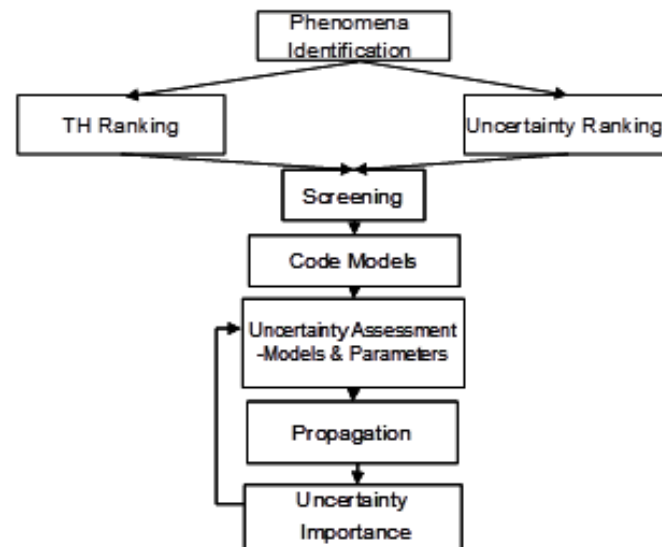 Phenomena
Identification
TH Ranking
Uncertainty Ranking
Screening
Code Models
Uncertainty Assessment
-Models & Parameters
Propagation
Uncertainty
Importance